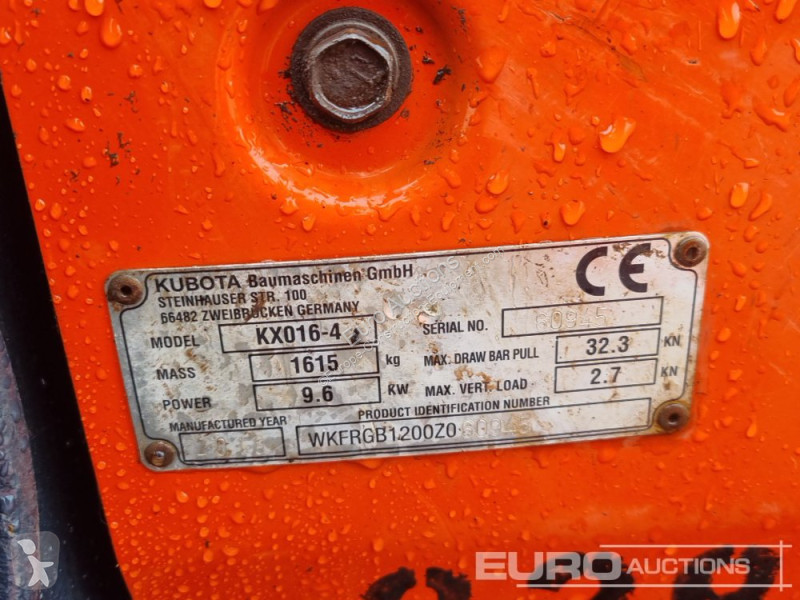 KUBOTA Baumaschinen GmbH
STEINHAUSER STR. 100
66482 ZWEIBRÜCKEN GERMANY
CE
MODEL KX016-4 SERIAL NO.
MASS 1615 kg MAX. DRAW BAR PULL 32.3 KN
POWER 9.6 KW MAX. VERT. LOAD 2.7 KN
MANUFACTURED YEAR PRODUCT IDENTIFICATION NUMBER
WKFRGB1200Z0
EURO AUCTIONS